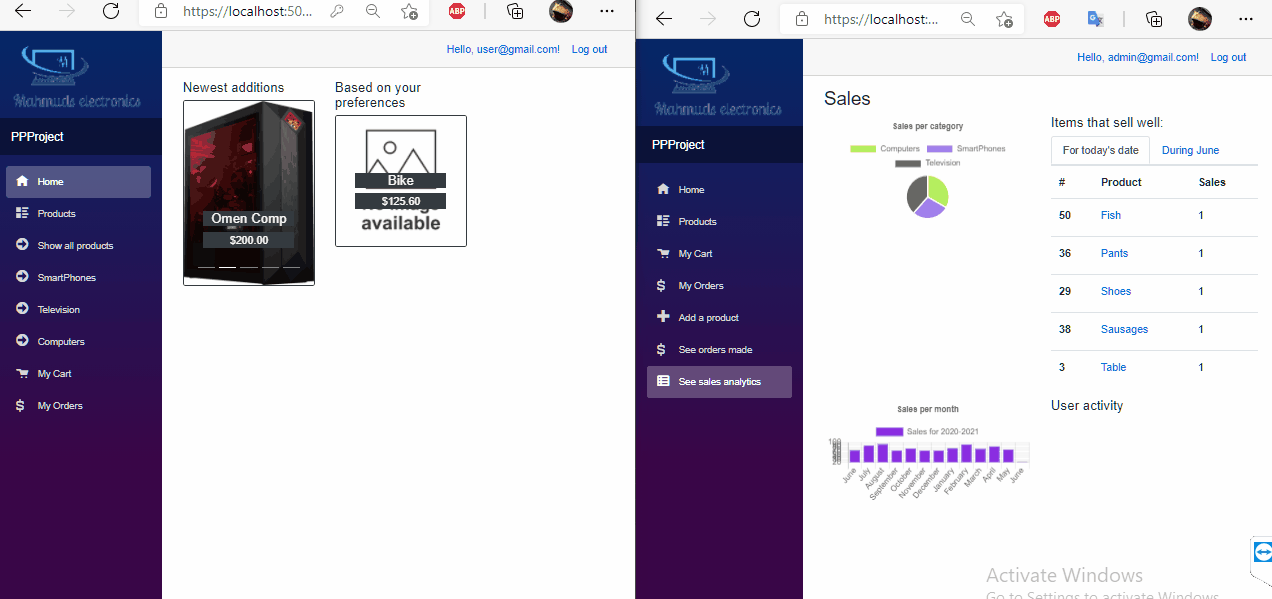 https://localhost:50...
ABP
Hello, user@gmail.com!
Log out
Mahmuds electronics
PPProject
Home
Products
Show all products
SmartPhones
Television
Computers
My Cart
My Orders
Newest additions
Omen Comp
$200.00
Based on your
preferences
Bike
$125.60
available
https://localhost:...
ABP
Hello, admin@gmail.com!
Log out
Mahmuds electronics
PPProject
Home
Products
My Cart
My Orders
Add a product
See orders made
See sales analytics
Sales
Sales per category
Computers
SmartPhones
Television
Sales per month
Sales for 2020-2021
100
20
June
July
August
September
October
November
December
January
February
March
April
May
June
Items that sell well:
For today's date
During June
# Product Sales
50 Fish 1
36 Pants 1
29 Shoes 1
38 Sausages 1
3 Table 1
User activity
Activate Windows
Go to Settings to activate Windows